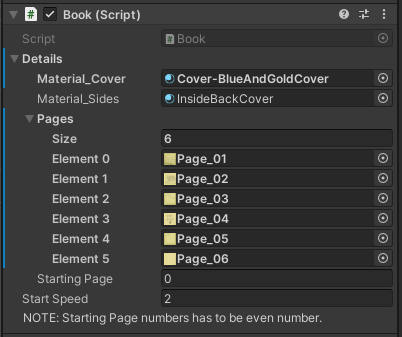 Book (Script)
Script Book
Details
Material_Cover Cover-BlueAndGoldCover
Material_Sides InsideBackCover
Pages
Size 6
Element 0 Page_01
Element 1 Page_02
Element 2 Page_03
Element 3 Page_04
Element 4 Page_05
Element 5 Page_06
Starting Page 0
Start Speed 2
NOTE: Starting Page numbers has to be even number.